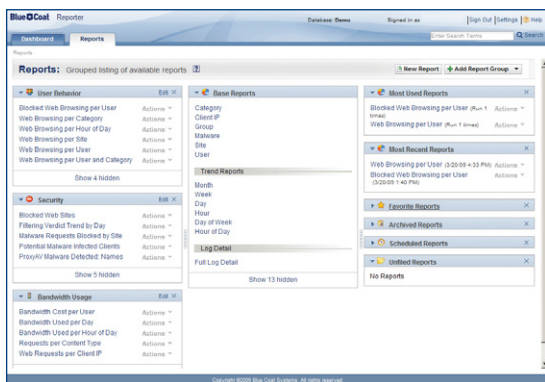 Blue Coat Reporter
Database: Demo
Signed in as
Sign Out | Settings | Help
Dashboard
Reports
Enter Search Terms
Search
Reports
Reports: Grouped listing of available reports
New Report
Add Report Group
User Behavior Edit ×
Blocked Web Browsing per User Actions
Web Browsing per Category Actions
Web Browsing per Hour of Day Actions
Web Browsing per Site Actions
Web Browsing per User Actions
Web Browsing per User and Category Actions
Show 4 hidden
Security Edit ×
Blocked Web Sites Actions
Filtering Verdict Trend by Day Actions
Malware Requests Blocked by Site Actions
Potential Malware Infected Clients Actions
ProxyAV Malware Detected: Names Actions
Show 5 hidden
Bandwidth Usage Edit ×
Bandwidth Cost per User Actions
Bandwidth Used per Day Actions
Bandwidth Used per Hour of Day Actions
Requests per Content Type Actions
Web Requests per Client IP Actions
Base Reports
Category
Client IP
Group
Malware
Site
User
Trend Reports
Month
Week
Day
Hour
Day of Week
Hour of Day
Log Detail
Full Log Detail
Show 13 hidden
Most Used Reports ×
Blocked Web Browsing per User (Run 1 times) Actions
Web Browsing per User (Run 1 times) Actions
Most Recent Reports ×
Web Browsing per User (3/20/09 4:33 PM) Actions
Blocked Web Browsing per User (3/20/09 1:40 PM) Actions
Favorite Reports ×
Archived Reports ×
Scheduled Reports ×
Unfiled Reports ×
No Reports
Copyright ©2009 Blue Coat Systems. All rights reserved.